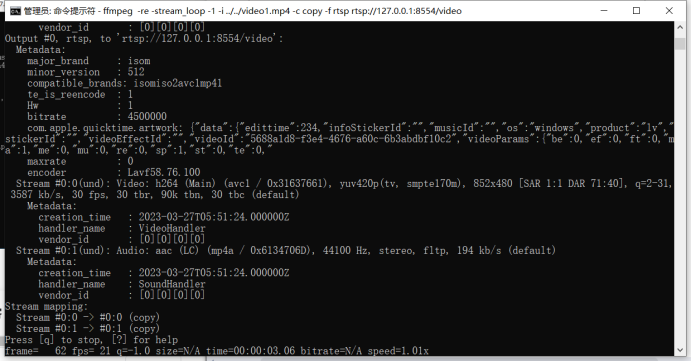 管理员: 命令提示符 - ffmpeg -re -stream_loop -1 -i ../../video1.mp4 -c copy -f rtsp rtsp://127.0.0.1:8554/video
vendor_id : [0][0][0][0]
Output #0, rtsp, to 'rtsp://127.0.0.1:8554/video':
Metadata:
major_brand : isom
minor_version : 512
compatible_brands: isomiso2avc1mp41
te_is_reencode : 1
Hw : 1
bitrate : 4500000
com.apple.quicktime.artwork: {"data":{"edittime":234,"infoStickerId":"","musicId":"","os":"windows","product":"lv","
stickerId":"","videoEffectId":"","videoId":"5688a1d8-f3e4-4676-a60c-6b3abdbf10c2","videoParams":{"be":0,"ef":0,"ft":0,"m
a":1,"me":0,"mu":0,"re":0,"sp":1,"st":0,"te":0,"
maxrate : 0
encoder : Lavf58.76.100
Stream #0:0(und): Video: h264 (Main) (avc1 / 0x31637661), yuv420p(tv, smpte170m), 852x480 [SAR 1:1 DAR 71:40], q=2-31,
3587 kb/s, 30 fps, 30 tbr, 90k tbn, 30 tbc (default)
Metadata:
creation_time : 2023-03-27T05:51:24.000000Z
handler_name : VideoHandler
vendor_id : [0][0][0][0]
Stream #0:1(und): Audio: aac (LC) (mp4a / 0x6134706D), 44100 Hz, stereo, fltp, 194 kb/s (default)
Metadata:
creation_time : 2023-03-27T05:51:24.000000Z
handler_name : SoundHandler
vendor_id : [0][0][0][0]
Stream mapping:
Stream #0:0 -> #0:0 (copy)
Stream #0:1 -> #0:1 (copy)
Press [q] to stop, [?] for help
frame= 62 fps= 21 q=-1.0 size=N/A time=00:00:03.06 bitrate=N/A speed=1.01x